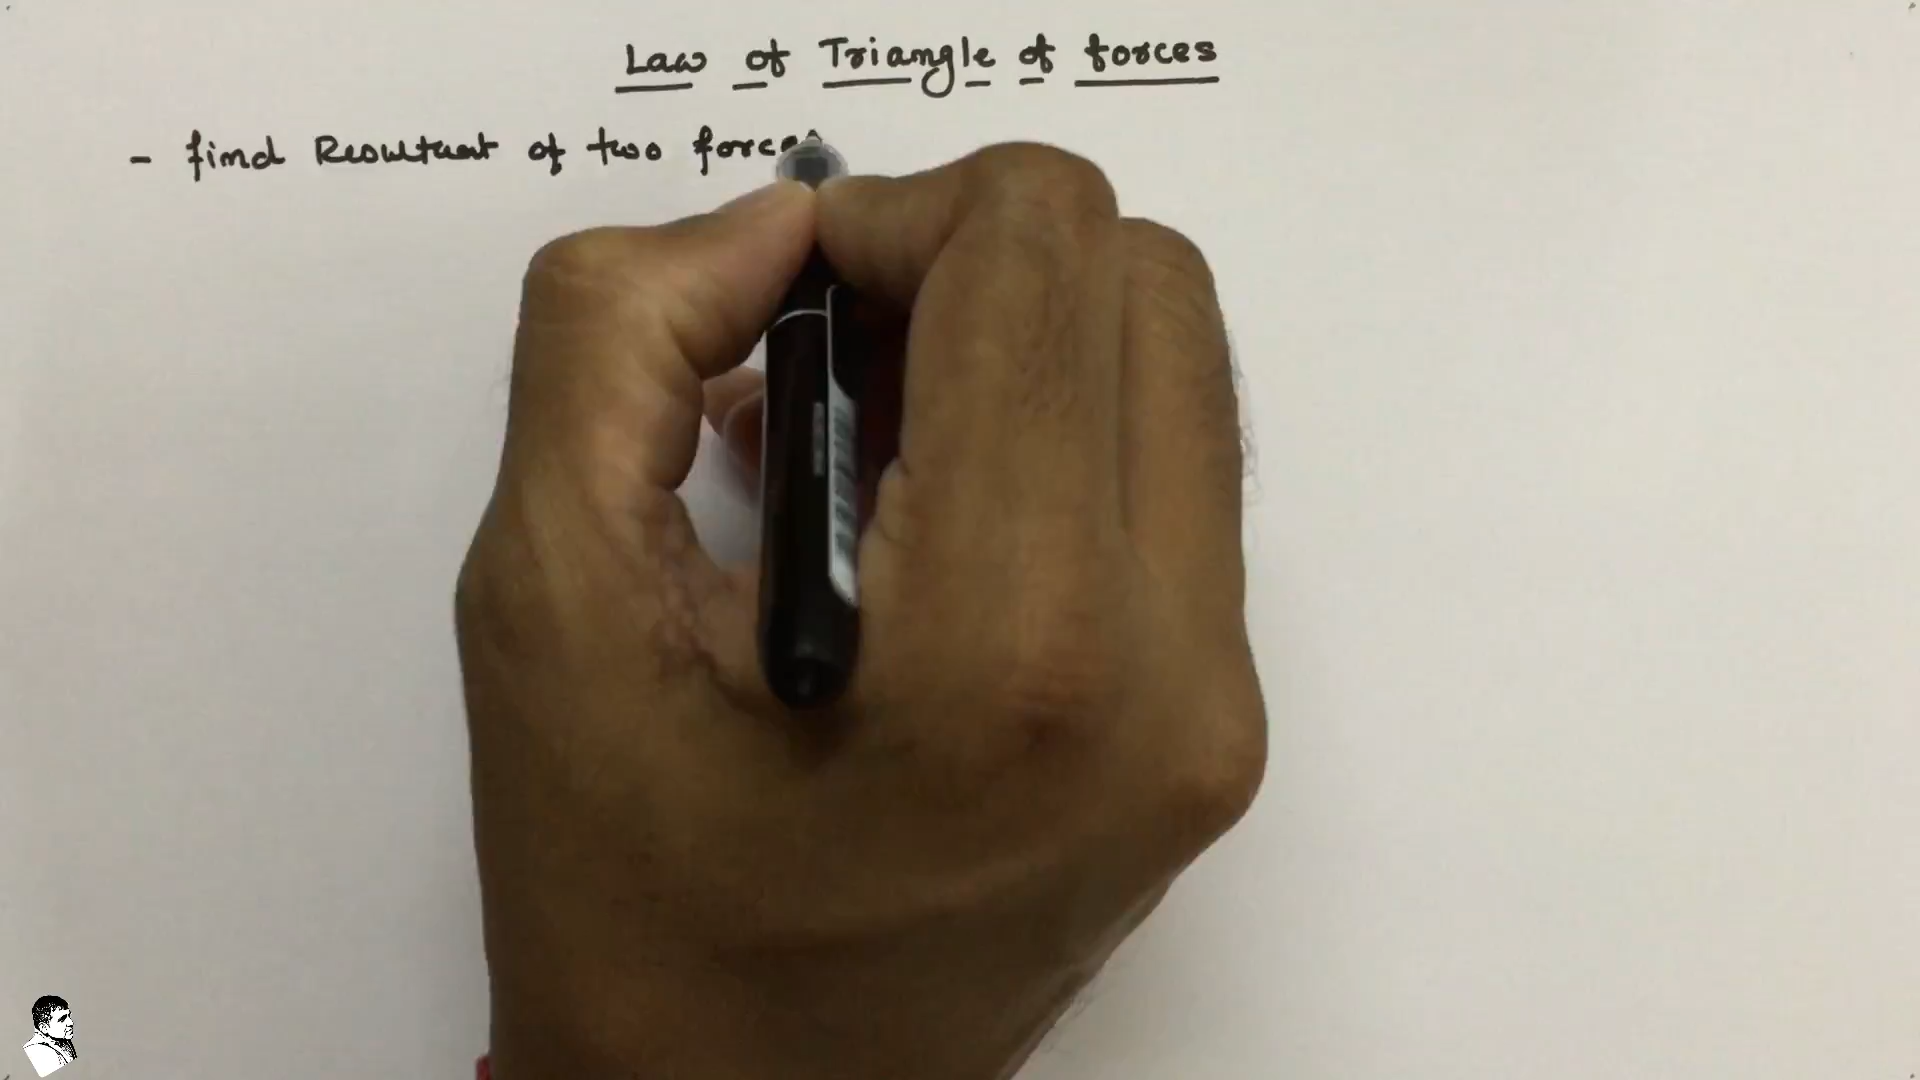 Law of Triangle of forces
- find Resultant of two forces